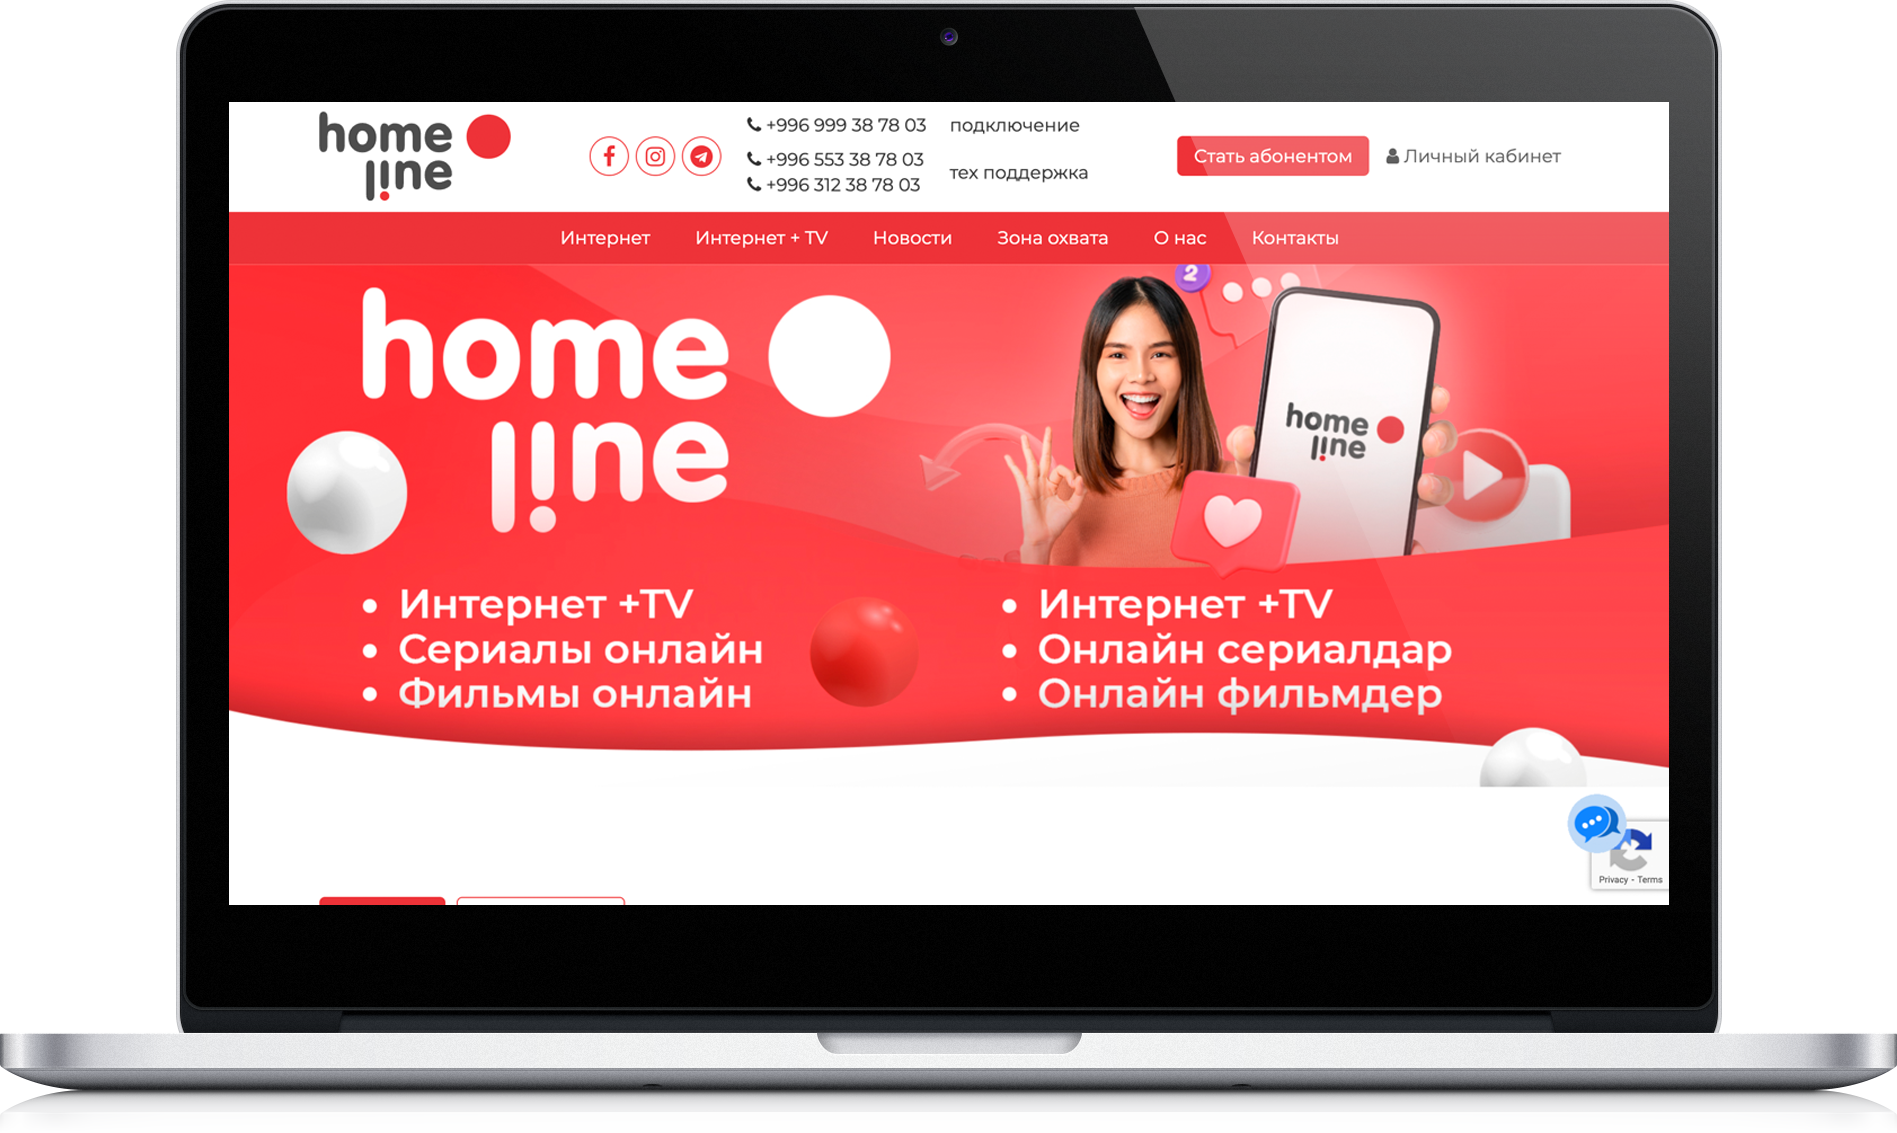 home
line
+996 999 38 78 03 подключение
+996 553 38 78 03
+996 312 38 78 03
тех поддержка
Стать абонентом
Личный кабинет
Интернет Интернет + TV Новости Зона охвата О нас Контакты
2
home
line
home
line
• Интернет +TV
• Сериалы онлайн
• Фильмы онлайн
• Интернет +TV
• Онлайн сериалдар
• Онлайн фильмдер
Privacy - Terms